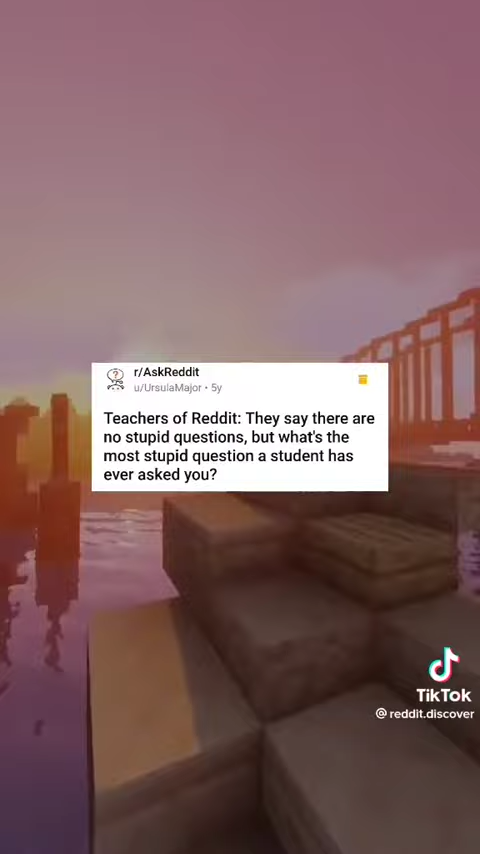 r/AskReddit
u/UrsulaMajor • 5y
Teachers of Reddit: They say there are
no stupid questions, but what's the
most stupid question a student has
ever asked you?
TikTok
@ reddit.discover